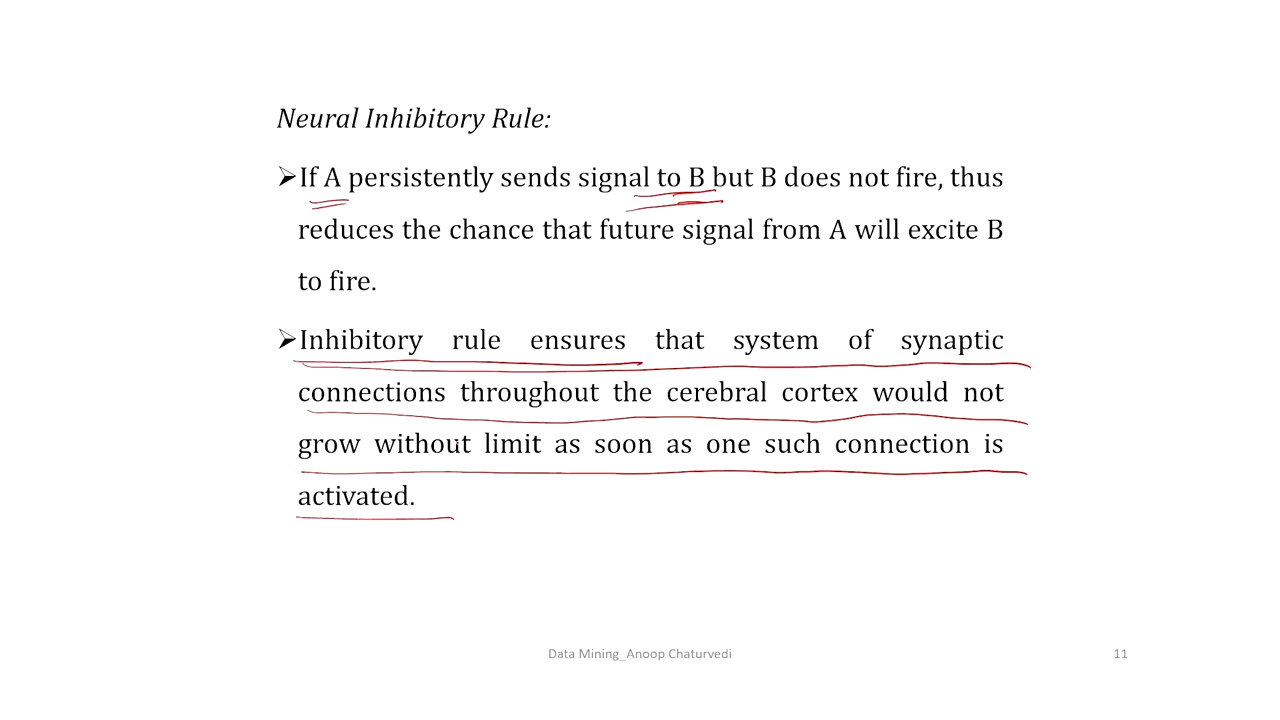 Neural Inhibitory Rule:
➢If A persistently sends signal to B but B does not fire, thus
reduces the chance that future signal from A will excite B
to fire.
➢Inhibitory rule ensures that system of synaptic
connections throughout the cerebral cortex would not
grow without limit as soon as one such connection is
activated.
Data Mining_Anoop Chaturvedi
11